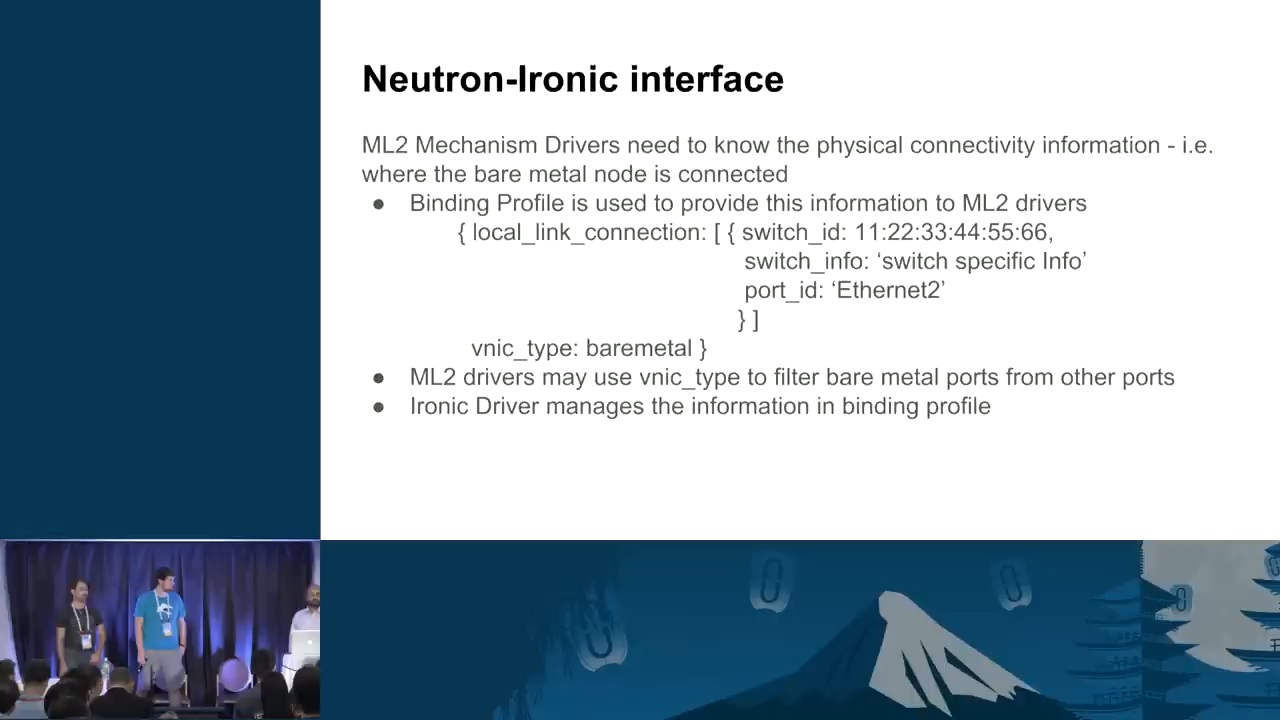 Neutron-Ironic interface
ML2 Mechanism Drivers need to know the physical connectivity information - i.e.
where the bare metal node is connected
● Binding Profile is used to provide this information to ML2 drivers
{ local_link_connection: [ { switch_id: 11:22:33:44:55:66,
switch_info: ‘switch specific Info’
port_id: ‘Ethernet2’
} ]
vnic_type: baremetal }
● ML2 drivers may use vnic_type to filter bare metal ports from other ports
● Ironic Driver manages the information in binding profile